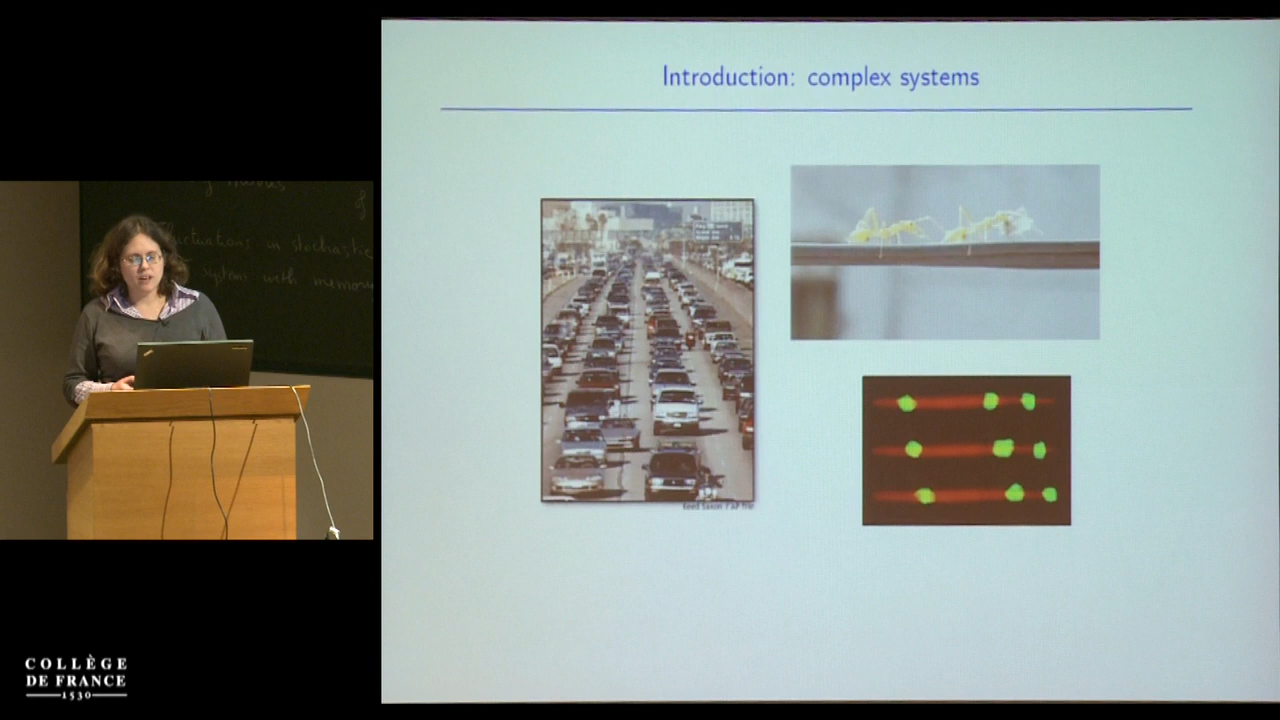 Introduction: complex systems
Fluctuations in stochastic
systems with memory
COLLÈGE
DE FRANCE
1530